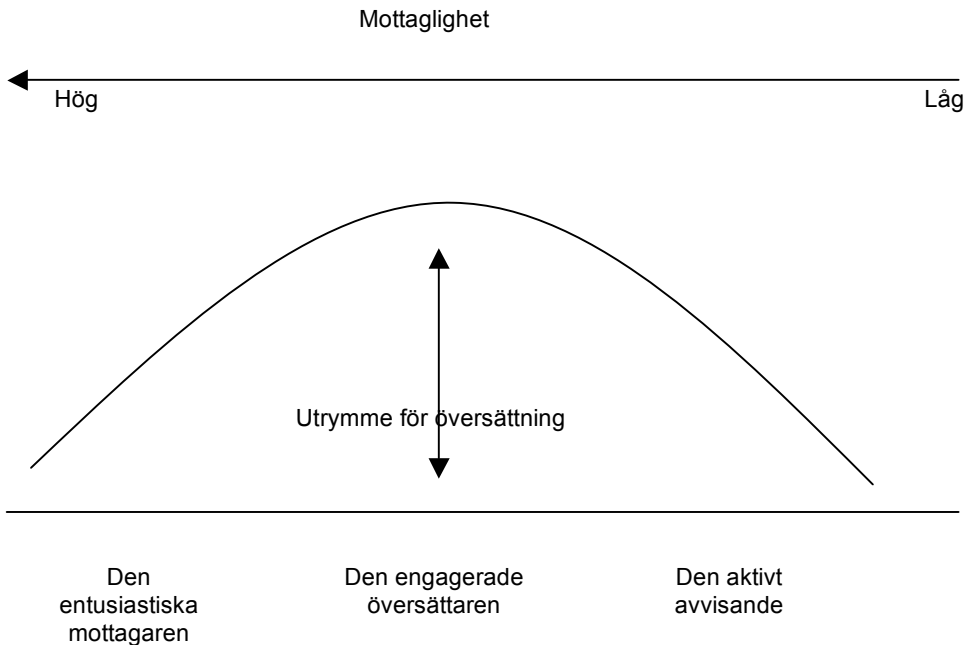 Mottaglighet
Hög
Låg
Utrymme för översättning
Den
entusiastiska
mottagaren
Den engagerade
översättaren
Den aktivt
avvisande